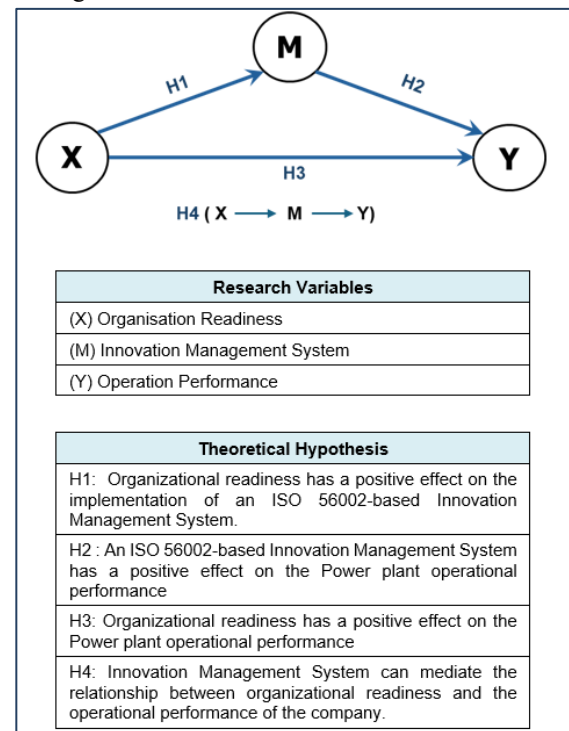 M
H1
H2
X
Y
H3
H4 ( X → M → Y)
Research Variables
(X) Organisation Readiness
(M) Innovation Management System
(Y) Operation Performance
Theoretical Hypothesis
H1: Organizational readiness has a positive effect on the
implementation of an ISO 56002-based Innovation
Management System.
H2 : An ISO 56002-based Innovation Management System
has a positive effect on the Power plant operational
performance
H3: Organizational readiness has a positive effect on the
Power plant operational performance
H4: Innovation Management System can mediate the
relationship between organizational readiness and the
operational performance of the company.